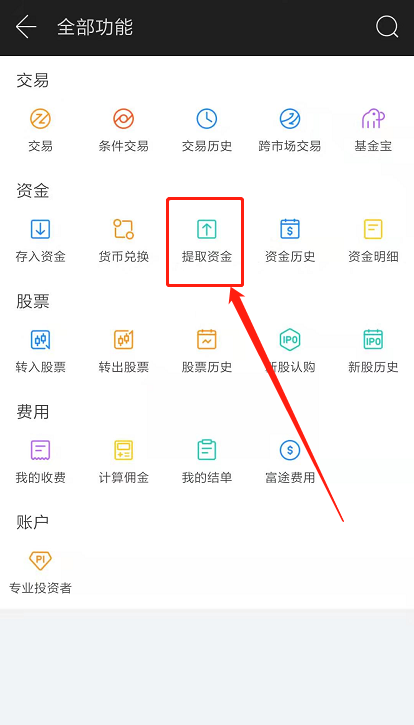 全部功能
交易
交易 条件交易 交易历史 跨市场交易 基金宝
资金
存入资金 货币兑换 提取资金 资金历史 资金明细
股票
IPO IPO
转入股票 转出股票 股票历史 新股认购 新股历史
费用
我的收费 计算佣金 我的结单 富途费用
账户
PI
专业投资者